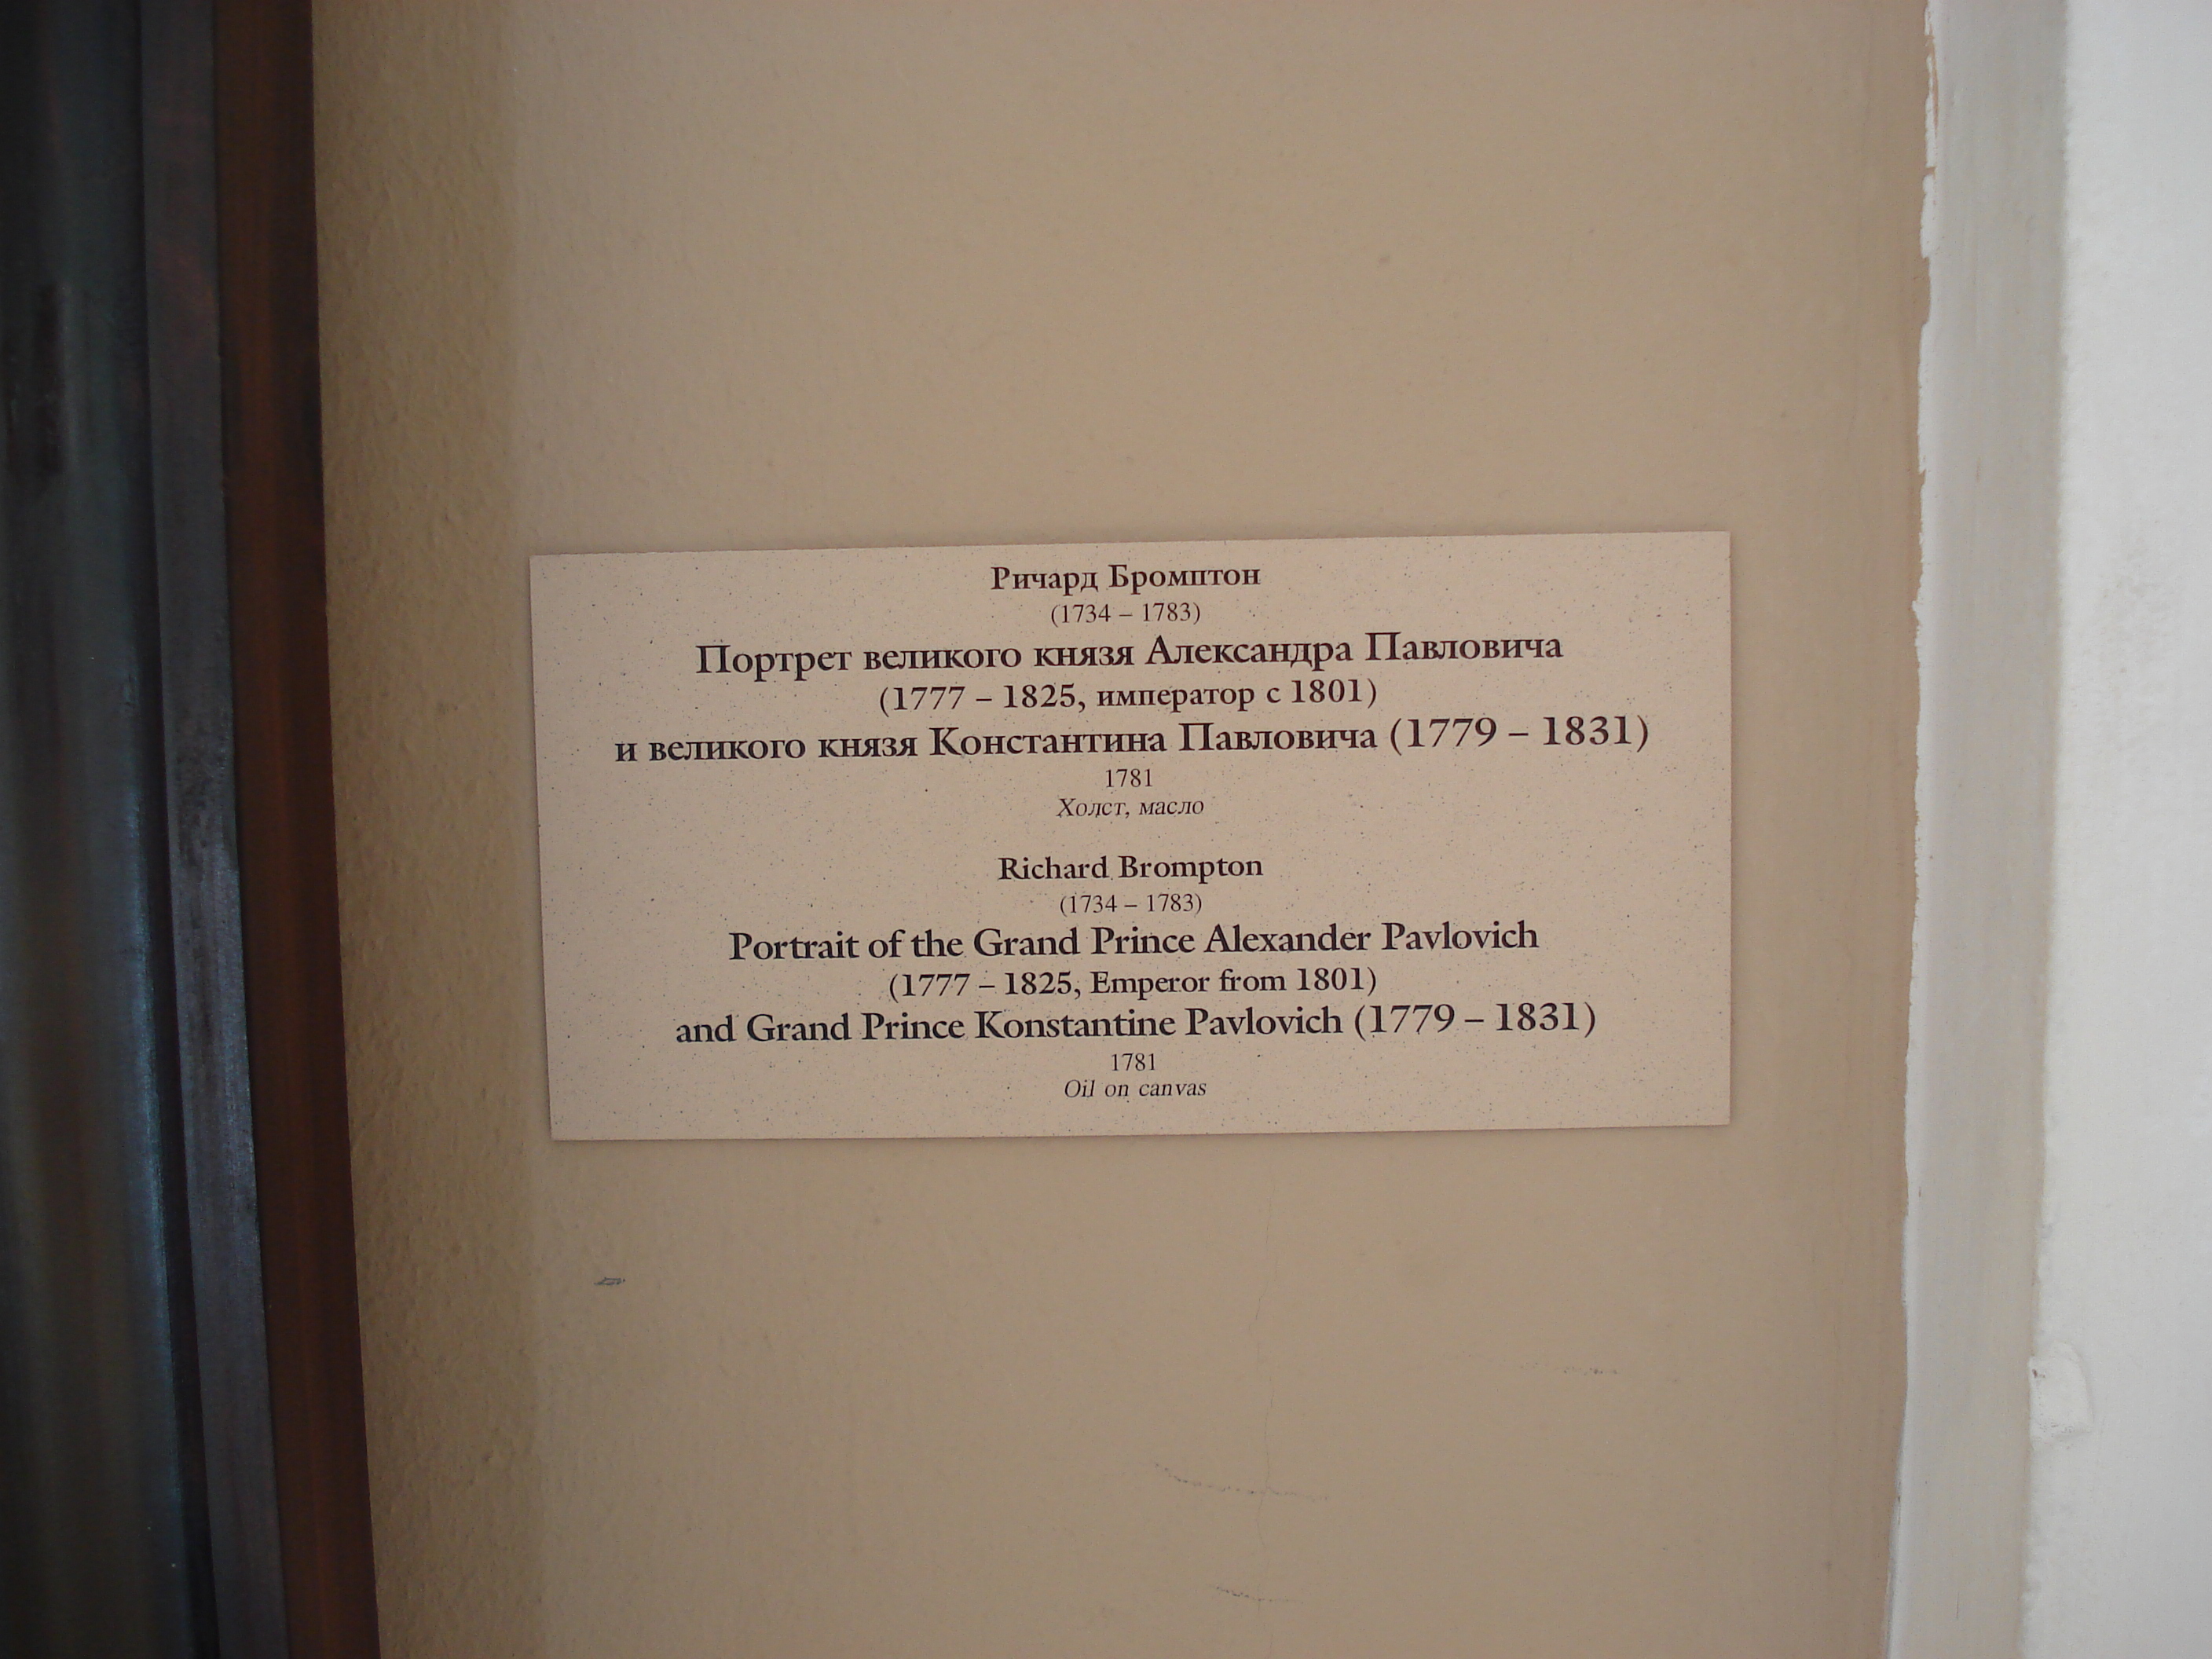 Ричард Бромптон
(1734 – 1783)
Портрет великого князя Александра Павловича
(1777 – 1825, император с 1801)
и великого князя Константина Павловича (1779 – 1831)
1781
Холст, масло
Richard Brompton
(1734 – 1783)
Portrait of the Grand Prince Alexander Pavlovich
(1777 – 1825, Emperor from 1801)
and Grand Prince Konstantine Pavlovich (1779 – 1831)
1781
Oil on canvas